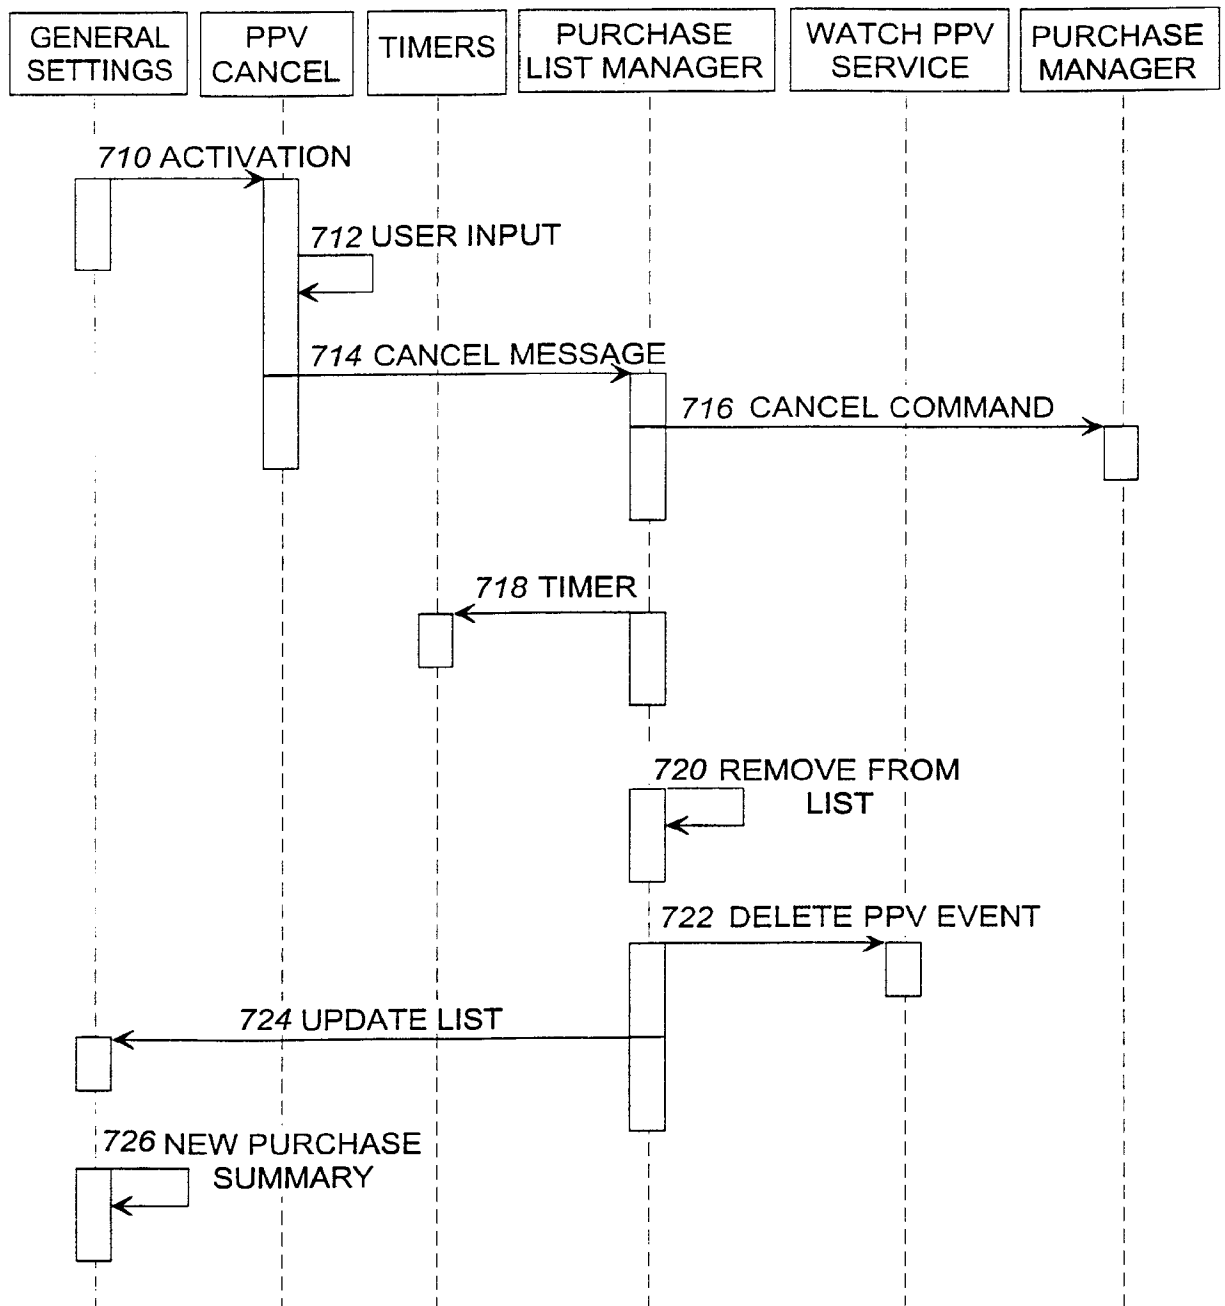 GENERAL
SETTINGS
PPV
CANCEL
TIMERS
PURCHASE
LIST MANAGER
WATCH PPV
SERVICE
PURCHASE
MANAGER
710 ACTIVATION
712 USER INPUT
714 CANCEL MESSAGE
716 CANCEL COMMAND
718 TIMER
720 REMOVE FROM
LIST
722 DELETE PPV EVENT
724 UPDATE LIST
726 NEW PURCHASE
SUMMARY